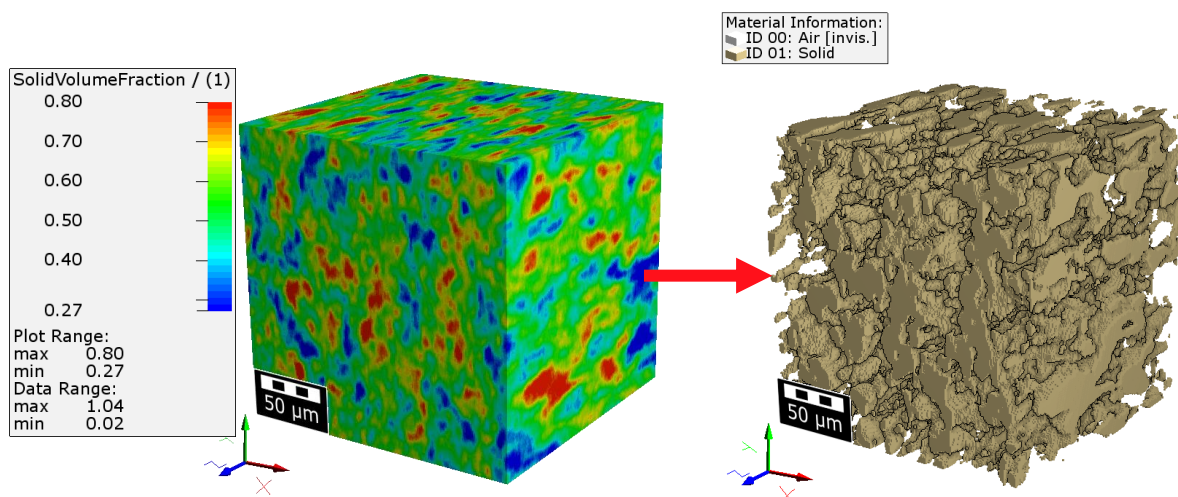 SolidVolumeFraction / (1)
0.80
0.70
0.60
0.50
0.40
0.27
Plot Range:
max 0.80
min 0.27
Data Range:
max 1.04
min 0.02
50 µm
X
Material Information:
ID 00: Air [invis.]
ID 01: Solid
50 µm
Y
X